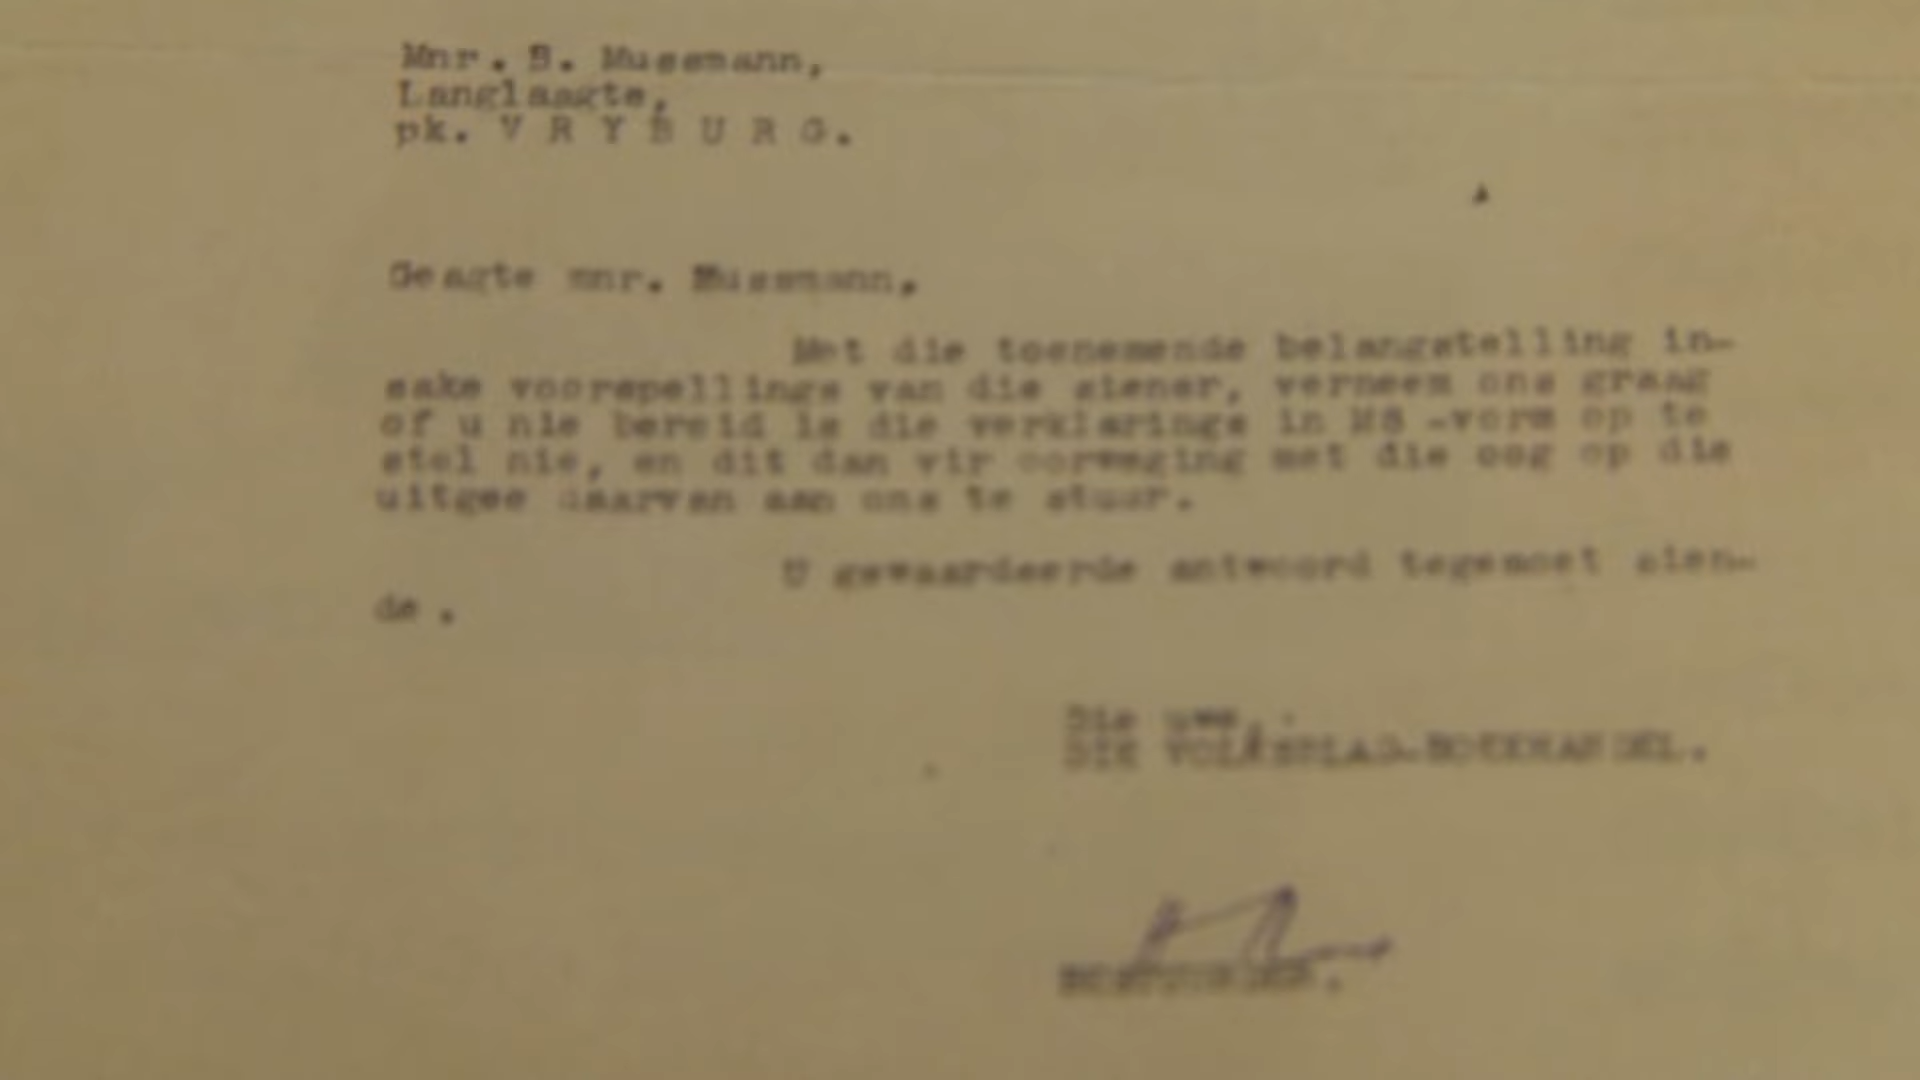 Mnr. B. Mussmann,
Langlaagte,
pk. V R Y B U R G.
Geagte mnr. Mussmann,
Met die toenemende belangstelling in-
sake voorspellings van die siener, verneem ons graag
of u nie bereid is die verklarings in MS -vorm op te
stel nie, en dit dan vir oorweging met die oog op die
uitgee daarvan aan ons te stuur.
U gewaardeerde antwoord tegemoet sien-
de .
Die uwe,
DIE VOLKSBLAD-BOEKHANDEL.